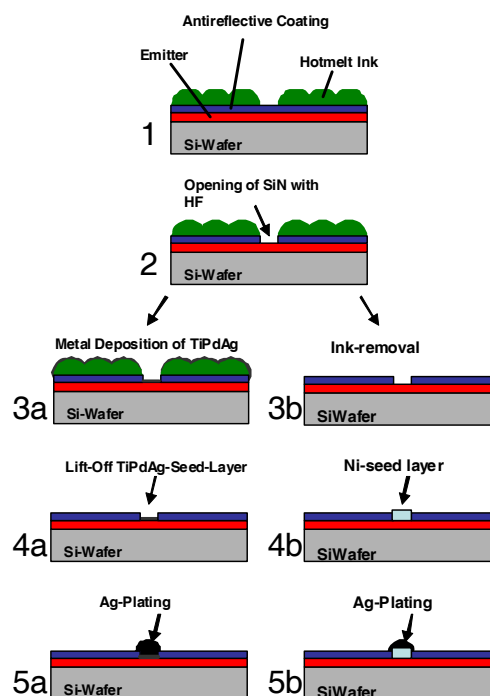 Antireflective Coating
Emitter
Hotmelt Ink
1
Si-Wafer
Opening of SiN with
HF
2
Si-Wafer
Metal Deposition of TiPdAg
Ink-removal
3a
Si-Wafer
3b
SiWafer
Lift-Off TiPdAg-Seed-Layer
Ni-seed layer
4a
Si-Wafer
4b
SiWafer
Ag-Plating
Ag-Plating
5a
Si-Wafer
5b
SiWafer